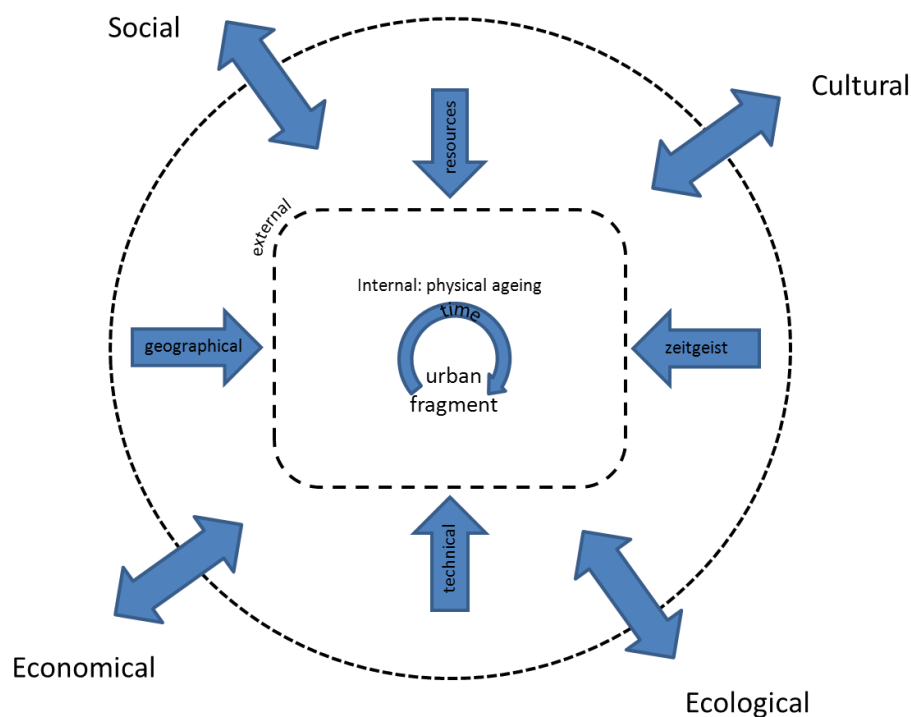 Social
Cultural
resources
external
Internal: physical ageing
time
geographical
zeitgeist
urban
fragment
technical
Economical
Ecological